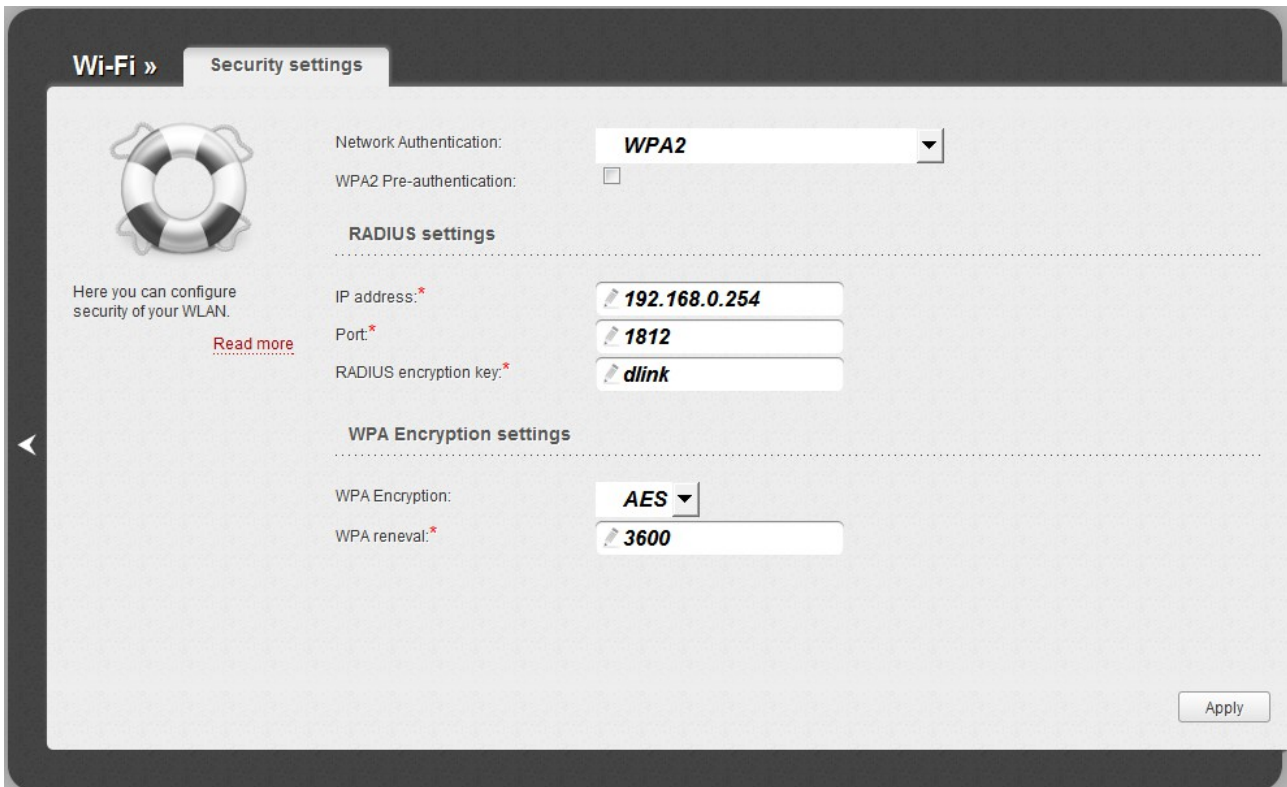 Wi-Fi »
Security settings
Network Authentication: WPA2
WPA2 Pre-authentication:
RADIUS settings
Here you can configure
security of your WLAN.
Read more
IP address:* 192.168.0.254
Port:* 1812
RADIUS encryption key:* dlink
WPA Encryption settings
WPA Encryption: AES
WPA reneval:* 3600
Apply